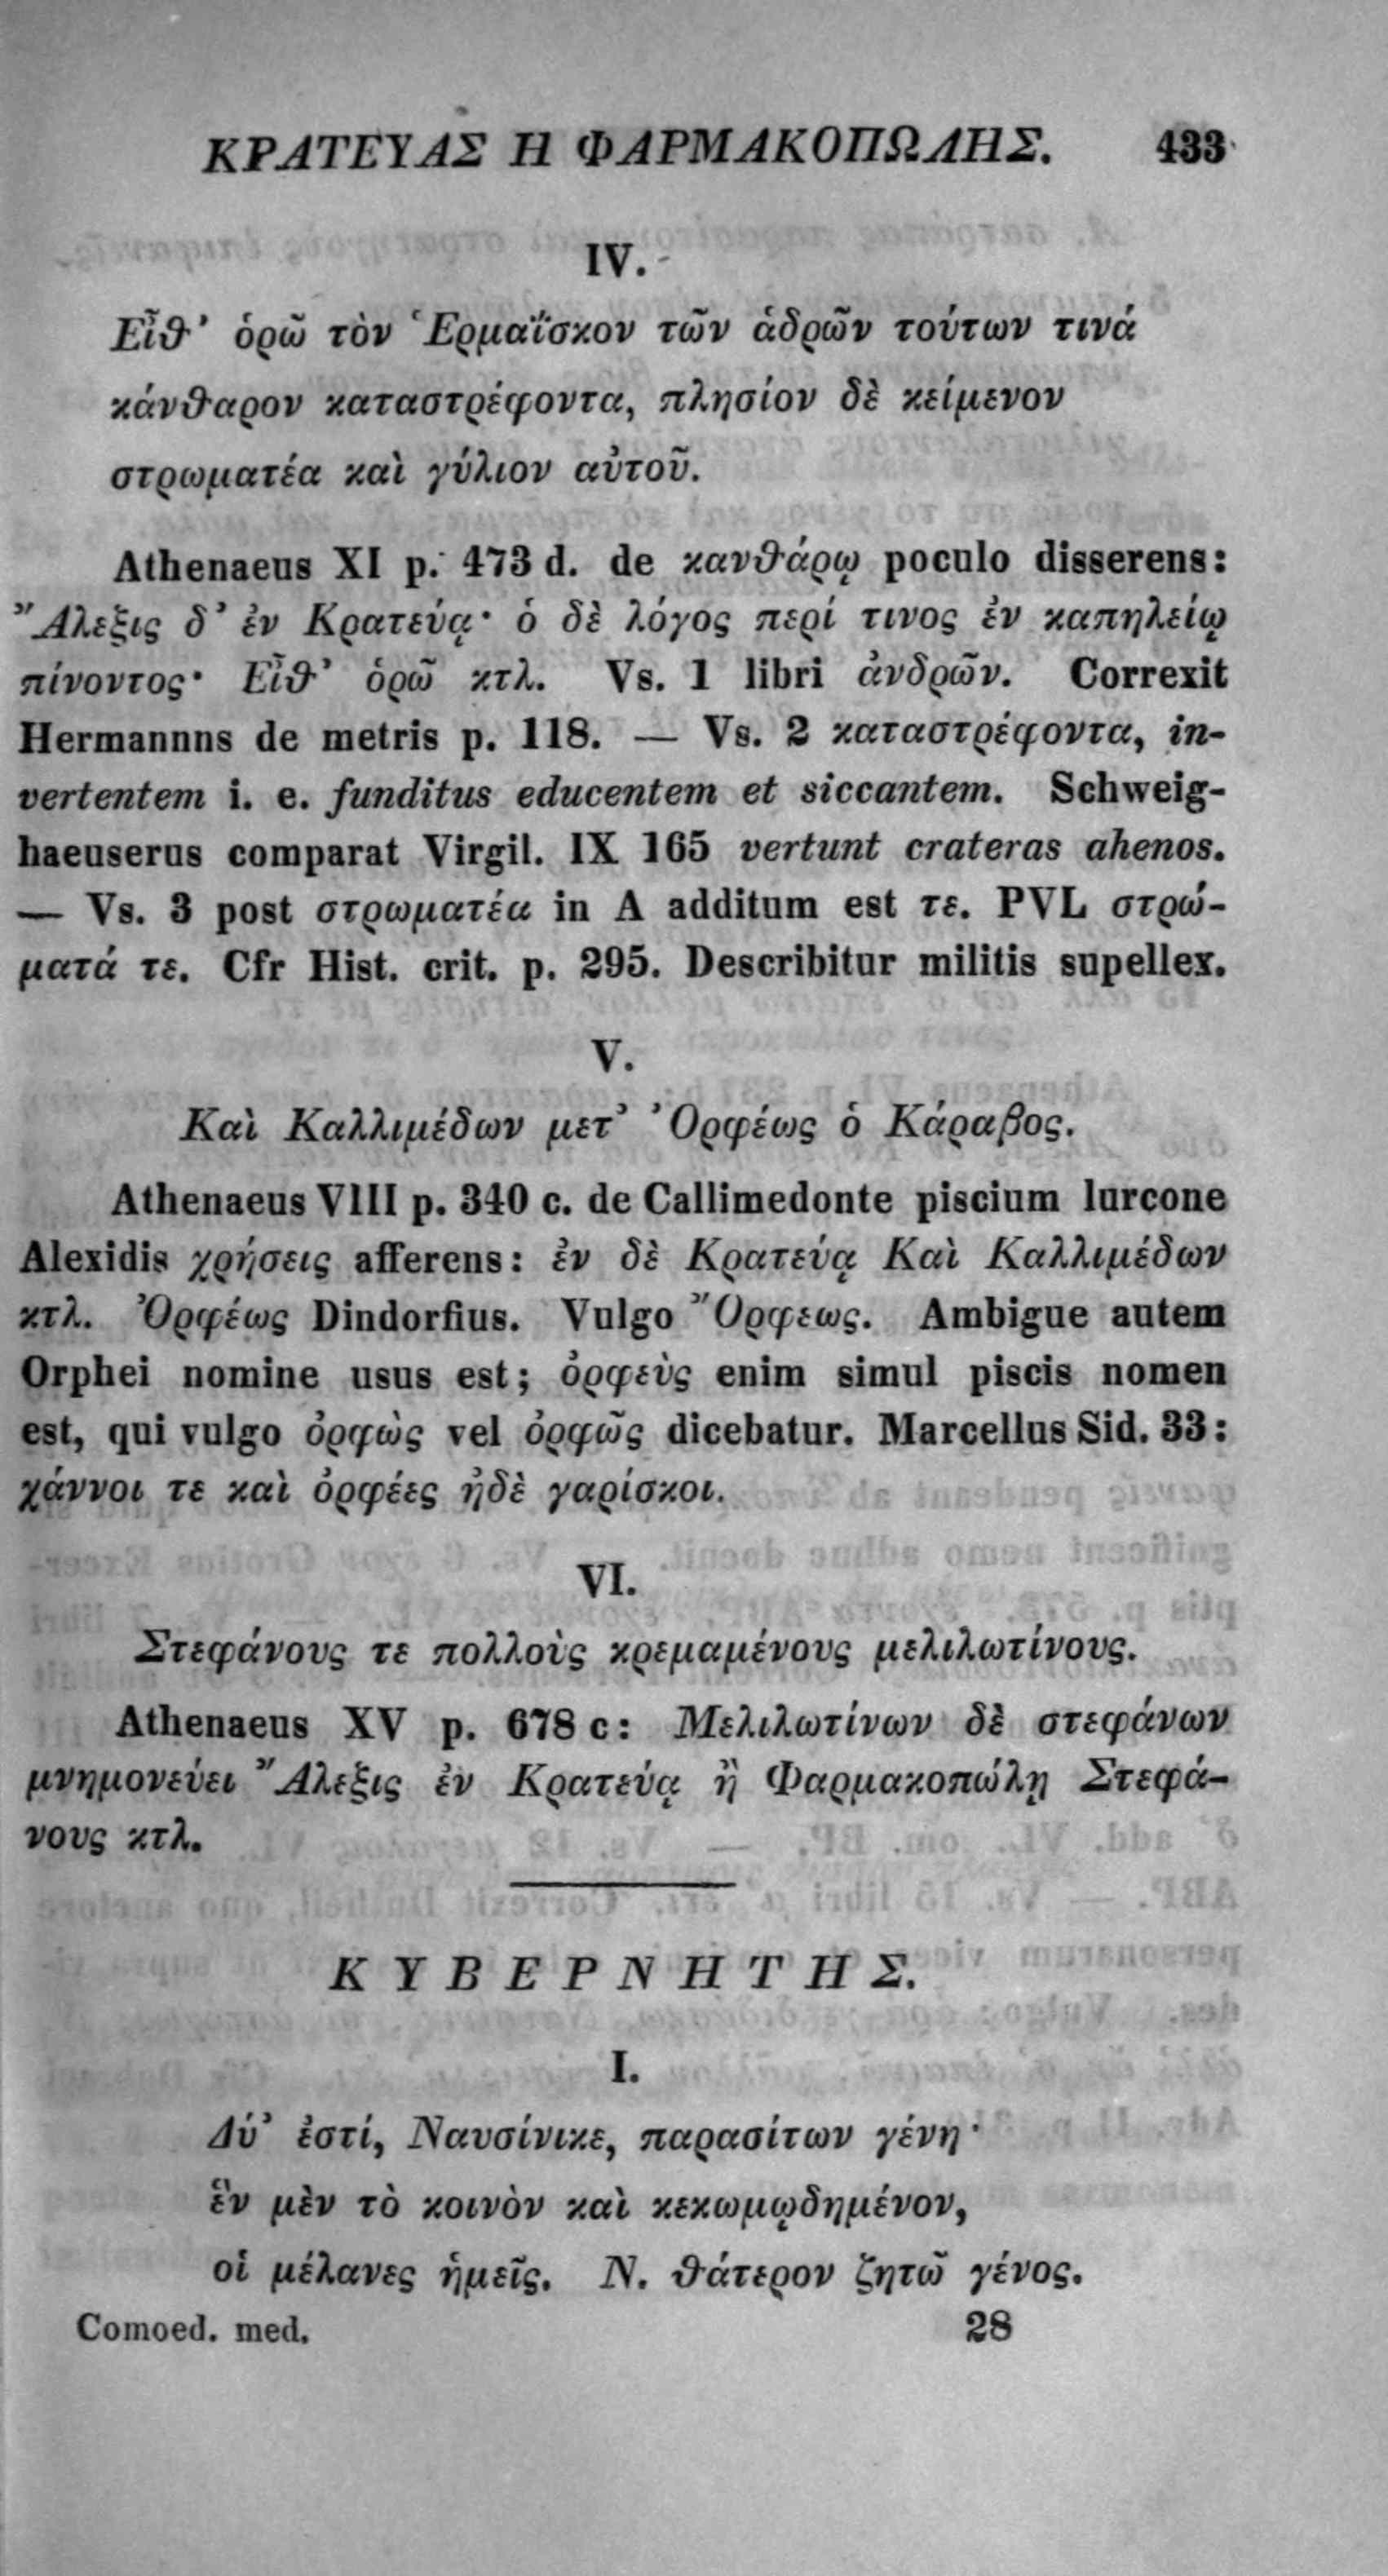 ΚΡΑΤΕΥΑΣ Η ΦΑΡΜΑΚΟΠΩΛΗΣ. 433
IV.
Εἶθ’ ὁρῶ τὸν Ἑρμαΐσκον τῶν ἁδρῶν τούτων τινά
κάνθαρον καταστρέφοντα, πλησίον δὲ κείμενον
στρωματέα καὶ γύλιον αὐτοῦ.
Athenaeus XI p. 473 d. de κανθάρῳ poculo disserens:
Ἄλεξις δ’ ἐν Κρατεύᾳ· ὁ δὲ λόγος περί τινος ἐν καπηλείῳ
πίνοντος· Εἶθ’ ὁρῶ κτλ. Vs. 1 libri ἀνδρῶν. Correxit
Hermannns de metris p. 118. — Vs. 2 καταστρέφοντα, in-
vertentem i. e. funditus educentem et siccantem. Schweig-
haeuserus comparat Virgil. IX 165 vertunt crateras ahenos.
— Vs. 3 post στρωματέα in A additum est τε. PVL στρώ-
ματά τε. Cfr Hist. crit. p. 295. Describitur militis supellex.
V.
Καὶ Καλλιμέδων μετ’ Ὀρφέως ὁ Κάραβος.
Athenaeus VIII p. 340 c. de Callimedonte piscium lurcone
Alexidis χρήσεις afferens: ἐν δὲ Κρατεύᾳ Καὶ Καλλιμέδων
κτλ. Ὀρφέως Dindorfius. Vulgo Ὄρφεως. Ambigue autem
Orphei nomine usus est; ὀρφεὺς enim simul piscis nomen
est, qui vulgo ὀρφὼς vel ὀρφῶς dicebatur. Marcellus Sid. 33:
χάννοι τε καὶ ὀρφέες ἠδὲ γαρίσκοι.
VI.
Στεφάνους τε πολλοὺς κρεμαμένους μελιλωτίνους.
Athenaeus XV p. 678 c: Μελιλωτίνων δὲ στεφάνων
μνημονεύει Ἄλεξις ἐν Κρατεύᾳ ἢ Φαρμακοπώλῃ Στεφά-
νους κτλ.
ΚΥΒΕΡΝΗΤΗΣ.
I.
Δύ’ ἐστί, Ναυσίνικε, παρασίτων γένη·
ἓν μὲν τὸ κοινὸν καὶ κεκωμῳδημένον,
οἱ μέλανες ἡμεῖς. Ν. θάτερον ζητῶ γένος.
Comoed. med. 28